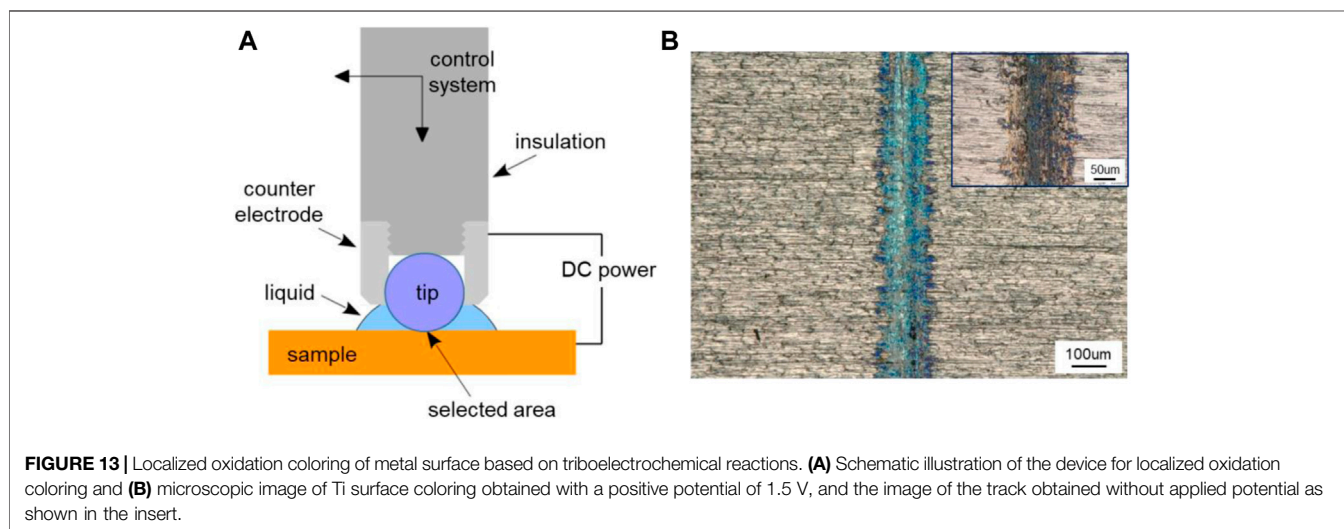 A
control
system
insulation
counter
electrode
DC power
liquid
tip
sample
selected area
B
50um
100um
FIGURE 13 | Localized oxidation coloring of metal surface based on triboelectrochemical reactions. (A) Schematic illustration of the device for localized oxidation
coloring and (B) microscopic image of Ti surface coloring obtained with a positive potential of 1.5 V, and the image of the track obtained without applied potential as
shown in the insert.